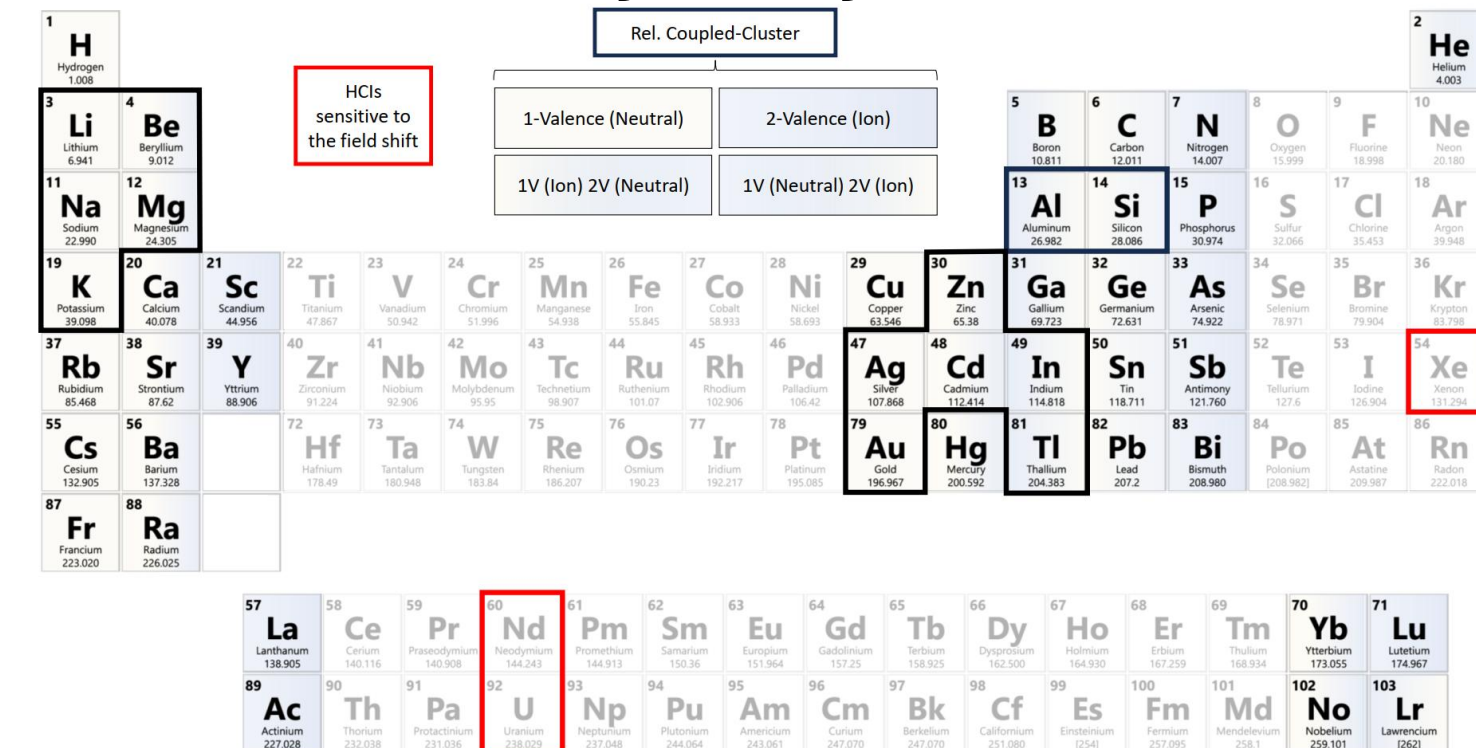 Rel. Coupled-Cluster
HCIs
sensitive to
the field shift
1-Valence (Neutral)
2-Valence (Ion)
1V (Ion) 2V (Neutral)
1V (Neutral) 2V (Ion)
1
H
Hydrogen
1.008
2
He
Helium
4.003
3
Li
Lithium
6.941
4
Be
Beryllium
9.012
5
B
Boron
10.811
6
C
Carbon
12.011
7
N
Nitrogen
14.007
8
O
Oxygen
15.999
9
F
Fluorine
18.998
10
Ne
Neon
20.180
11
Na
Sodium
22.990
12
Mg
Magnesium
24.305
13
Al
Aluminum
26.982
14
Si
Silicon
28.086
15
P
Phosphorus
30.974
16
S
Sulfur
32.066
17
Cl
Chlorine
35.453
18
Ar
Argon
39.948
19
K
Potassium
39.098
20
Ca
Calcium
40.078
21
Sc
Scandium
44.956
22
Ti
Titanium
47.867
23
V
Vanadium
50.942
24
Cr
Chromium
51.996
25
Mn
Manganese
54.938
26
Fe
Iron
55.845
27
Co
Cobalt
58.933
28
Ni
Nickel
58.693
29
Cu
Copper
63.546
30
Zn
Zinc
65.38
31
Ga
Gallium
69.723
32
Ge
Germanium
72.631
33
As
Arsenic
74.922
34
Se
Selenium
78.971
35
Br
Bromine
79.904
36
Kr
Krypton
83.798
37
Rb
Rubidium
85.468
38
Sr
Strontium
87.62
39
Y
Yttrium
88.906
40
Zr
Zirconium
91.224
41
Nb
Niobium
92.906
42
Mo
Molybdenum
95.95
43
Tc
Technetium
98.907
44
Ru
Ruthenium
101.07
45
Rh
Rhodium
102.906
46
Pd
Palladium
106.42
47
Ag
Silver
107.868
48
Cd
Cadmium
112.414
49
In
Indium
114.818
50
Sn
Tin
118.711
51
Sb
Antimony
121.760
52
Te
Tellurium
127.6
53
I
Iodine
126.904
54
Xe
Xenon
131.294
55
Cs
Cesium
132.905
56
Ba
Barium
137.328
72
Hf
Hafnium
178.49
73
Ta
Tantalum
180.948
74
W
Tungsten
183.84
75
Re
Rhenium
186.207
76
Os
Osmium
190.23
77
Ir
Iridium
192.217
78
Pt
Platinum
195.085
79
Au
Gold
196.967
80
Hg
Mercury
200.592
81
Tl
Thallium
204.383
82
Pb
Lead
207.2
83
Bi
Bismuth
208.980
84
Po
Polonium
[208.982]
85
At
Astatine
209.987
86
Rn
Radon
222.018
87
Fr
Francium
223.020
88
Ra
Radium
226.025
57
La
Lanthanum
138.905
58
Ce
Cerium
140.116
59
Pr
Praseodymium
140.908
60
Nd
Neodymium
144.243
61
Pm
Promethium
144.913
62
Sm
Samarium
150.36
63
Eu
Europium
151.964
64
Gd
Gadolinium
157.25
65
Tb
Terbium
158.925
66
Dy
Dysprosium
162.500
67
Ho
Holmium
164.930
68
Er
Erbium
167.259
69
Tm
Thulium
168.934
70
Yb
Ytterbium
173.055
71
Lu
Lutetium
174.967
89
Ac
Actinium
227.028
90
Th
Thorium
232.038
91
Pa
Protactinium
231.036
92
U
Uranium
238.029
93
Np
Neptunium
237.048
94
Pu
Plutonium
244.064
95
Am
Americium
243.061
96
Cm
Curium
247.070
97
Bk
Berkelium
247.070
98
Cf
Californium
251.080
99
Es
Einsteinium
[254]
100
Fm
Fermium
257.095
101
Md
Mendelevium
258.1
102
No
Nobelium
259.101
103
Lr
Lawrencium
[262]